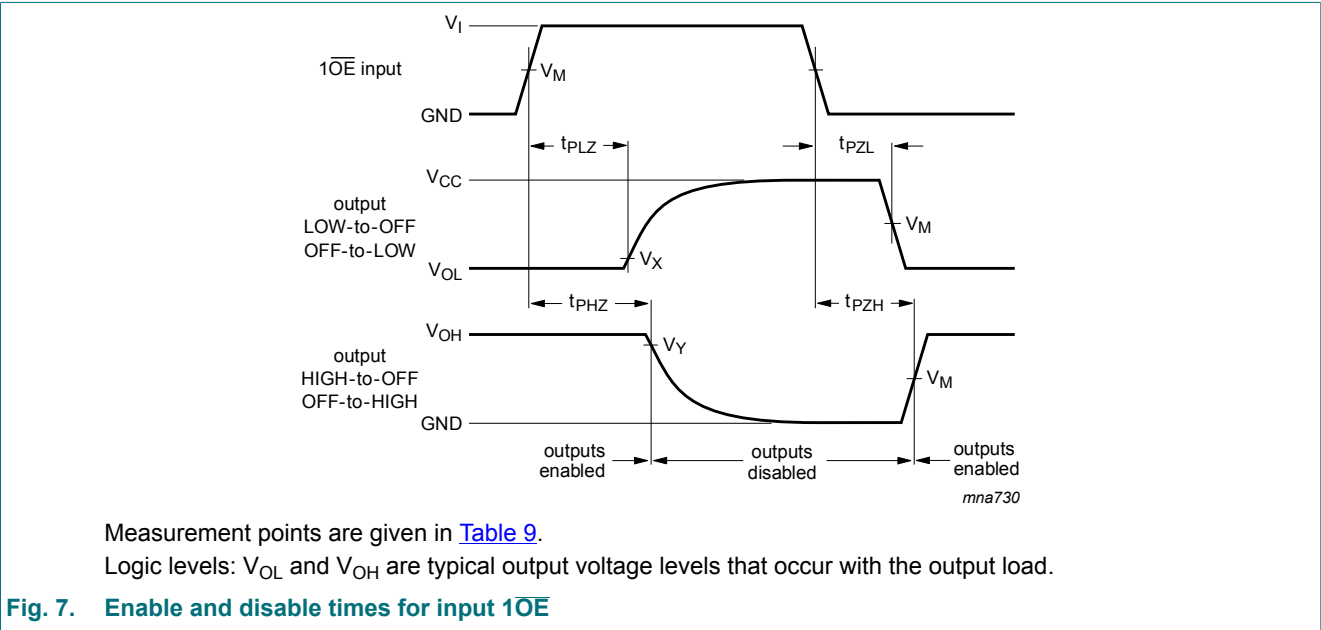 V_I
1O̅E̅ input
V_M
GND
t_PLZ
t_PZL
V_CC
output
LOW-to-OFF
OFF-to-LOW
V_M
V_X
V_OL
t_PHZ
t_PZH
V_OH
output
HIGH-to-OFF
OFF-to-HIGH
V_Y
V_M
GND
outputs enabled
outputs disabled
outputs enabled
mna730
Measurement points are given in Table 9.
Logic levels: V_OL and V_OH are typical output voltage levels that occur with the output load.
Fig. 7. Enable and disable times for input 1O̅E̅